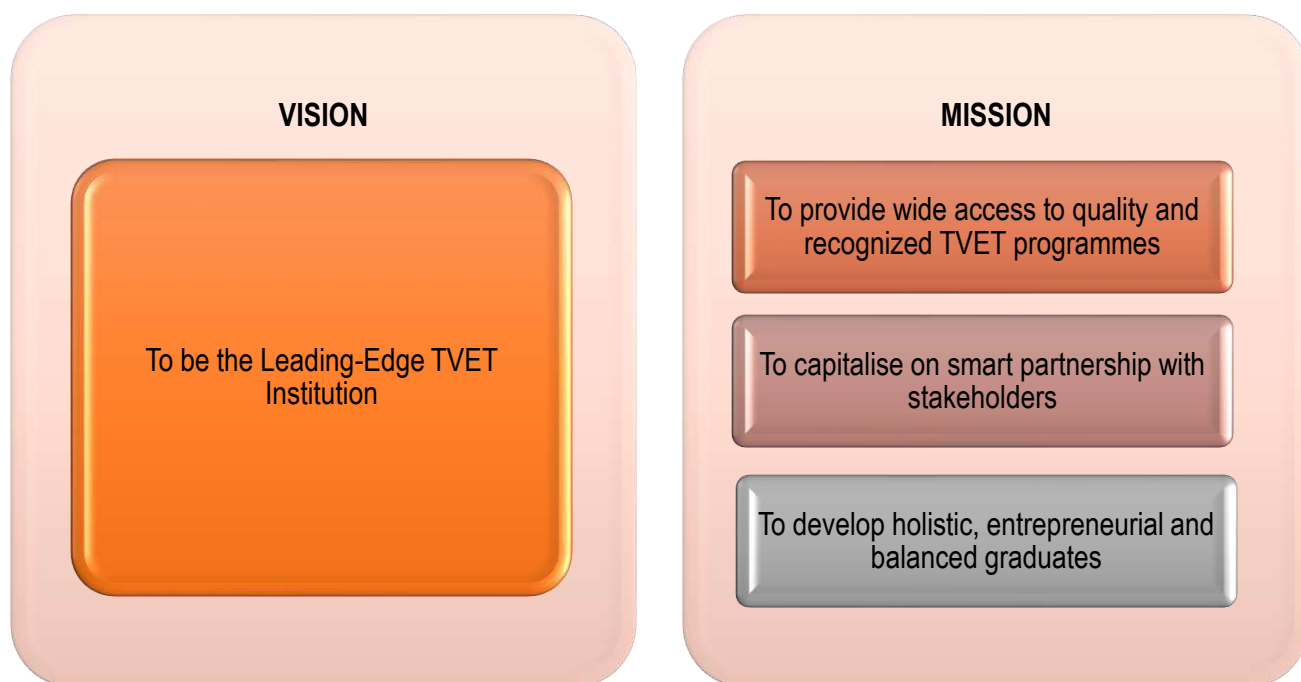 VISION
To be the Leading-Edge TVET
Institution
MISSION
To provide wide access to quality and
recognized TVET programmes
To capitalise on smart partnership with
stakeholders
To develop holistic, entrepreneurial and
balanced graduates